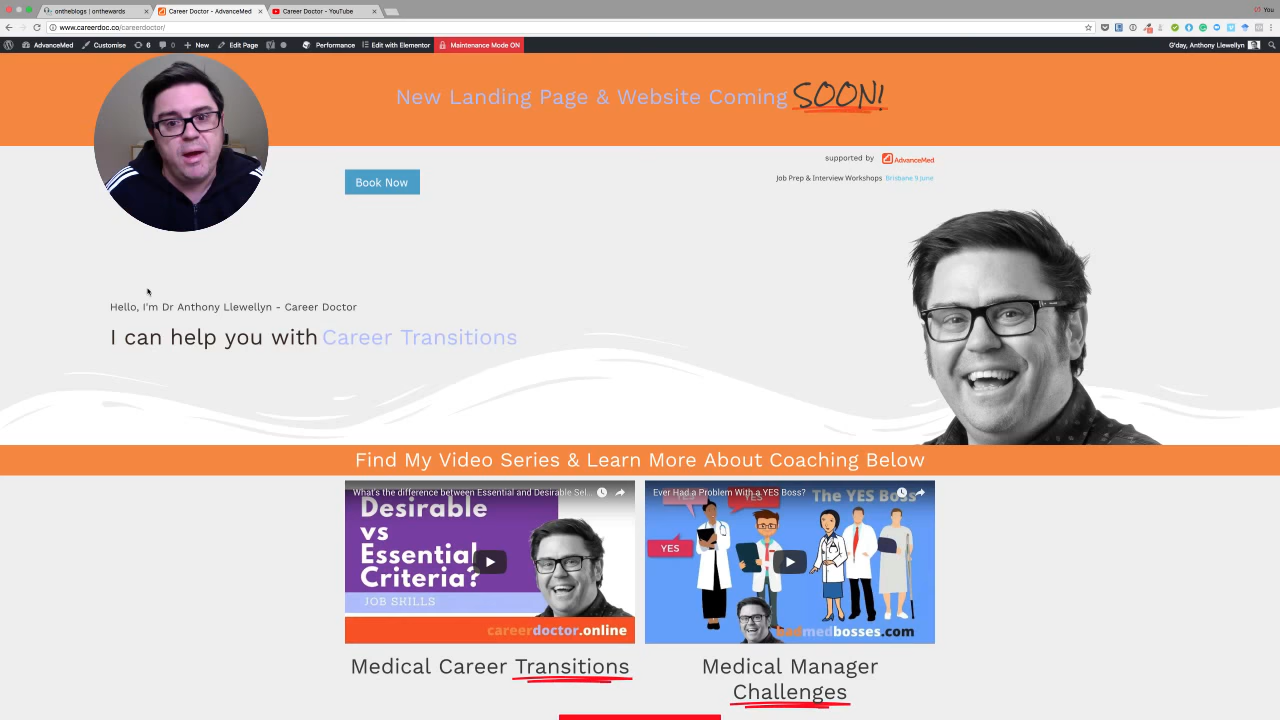 ontheblogs | onthewards
Career Doctor - AdvanceMed
Career Doctor - YouTube
You
www.careerdoc.co/careerdoctor/
AdvanceMed
Customise
6
0
New
Edit Page
Performance
Edit with Elementor
Maintenance Mode ON
G'day, Anthony Llewellyn
New Landing Page & Website Coming SOON!
supported by AdvanceMed
Book Now
Job Prep & Interview Workshops Brisbane 9 June
Hello, I'm Dr Anthony Llewellyn - Career Doctor
I can help you with Career Transitions
Find My Video Series & Learn More About Coaching Below
What's the difference between Essential and Desirable Sel...
Desirable
vs
Essential
Criteria?
JOB SKILLS
careerdoctor.online
Ever Had a Problem With a YES Boss?
The YES Boss
YES
YES
YES
badmedbosses.com
Medical Career Transitions
Medical Manager
Challenges